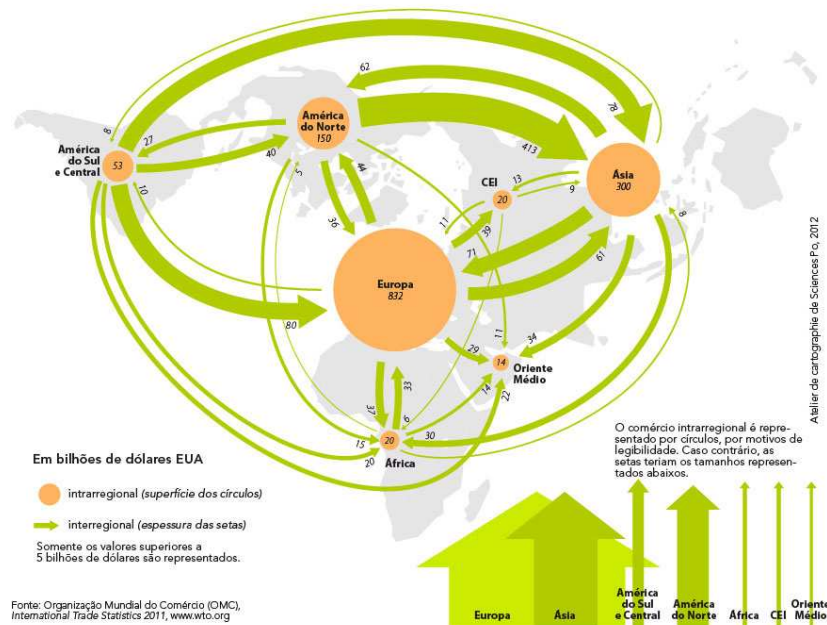 62
8
78
América
do Norte
150
27
América
do Sul
e Central
53
40
413
5
44
Ásia
300
CEI
13
20
9
10
36
11
39
8
71
61
Europa
832
80
11
34
29
14
Oriente
Médio
14
22
37
33
6
15
20
30
20
África
Atelier de cartographie de Sciences Po, 2012
O comércio intrarregional é repre-
sentado por círculos, por motivos de
legibilidade. Caso contrário, as
setas teriam os tamanhos represen-
tados abaixos.
Em bilhões de dólares EUA
intrarregional (superfície dos círculos)
interregional (espessura das setas)
Somente os valores superiores a
5 bilhões de dólares são representados.
Fonte: Organização Mundial do Comércio (OMC),
International Trade Statistics 2011, www.wto.org
Europa
Ásia
América
do Sul
e Central
América
do Norte
África
CEI
Oriente
Médio